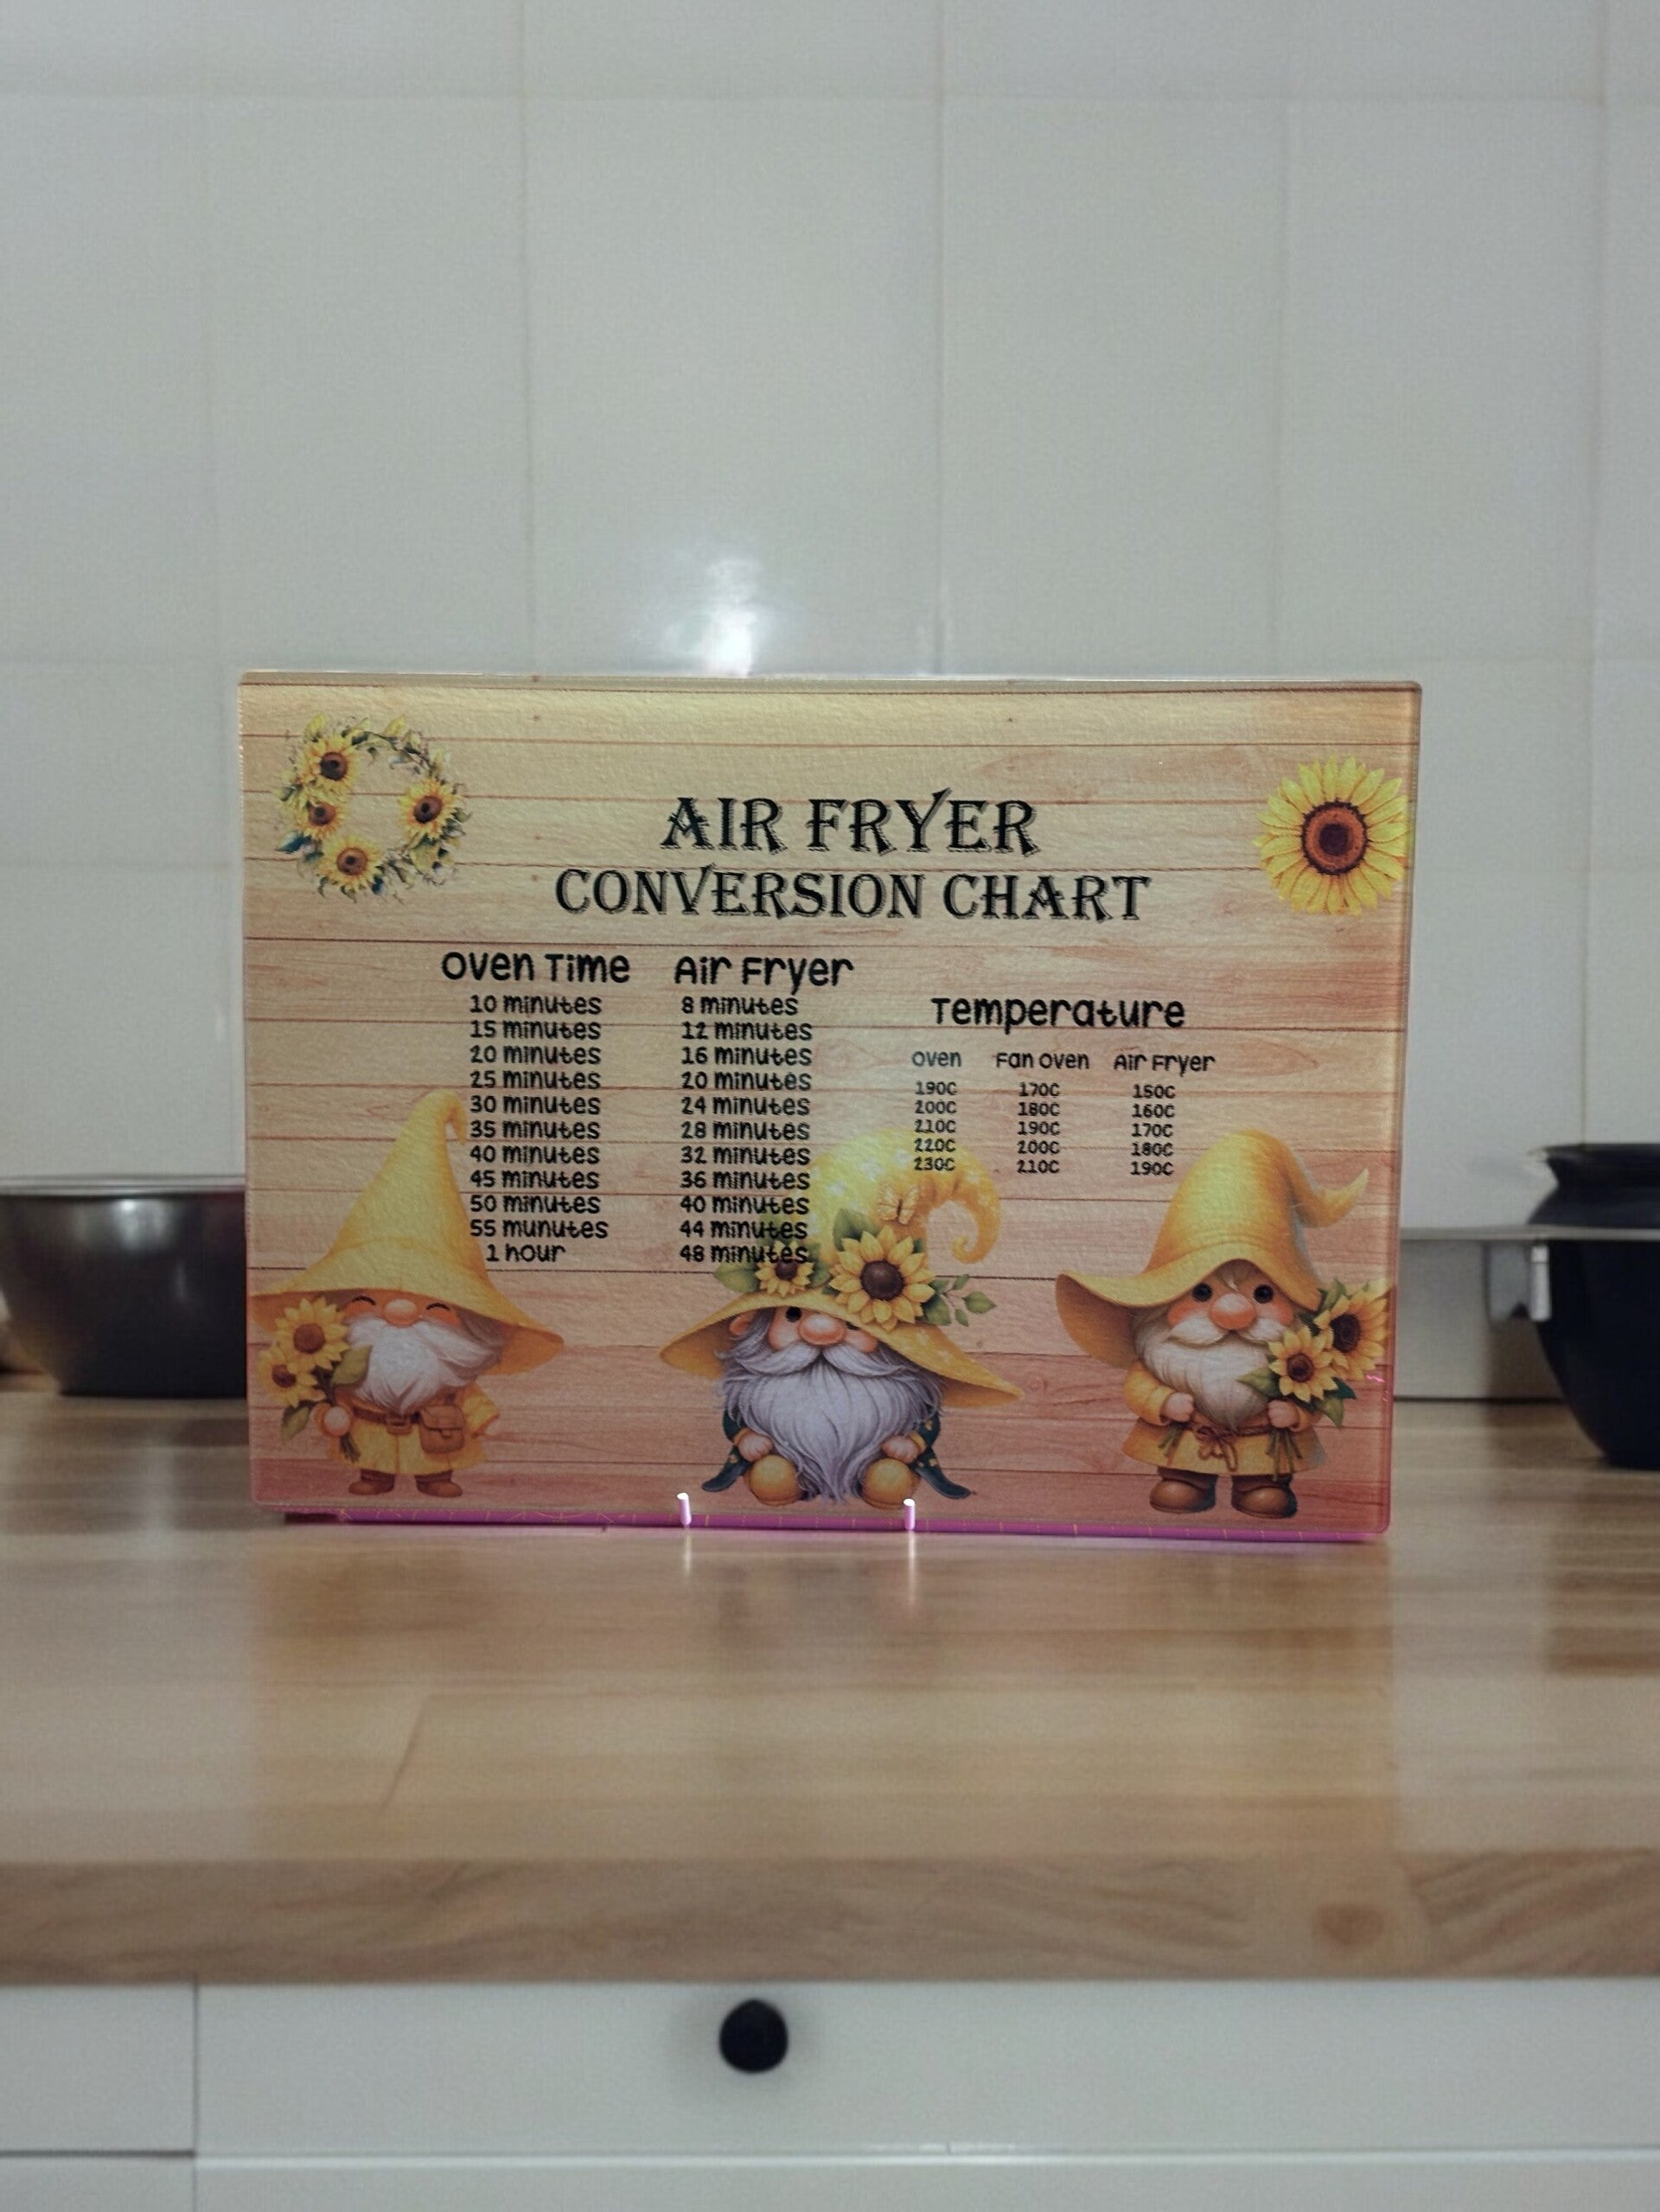 AIR FRYER
CONVERSION CHART
Oven Time Air Fryer
10 minutes 8 minutes
15 minutes 12 minutes
20 minutes 16 minutes
25 minutes 20 minutes
30 minutes 24 minutes
35 minutes 28 minutes
40 minutes 32 minutes
45 minutes 36 minutes
50 minutes 40 minutes
55 munutes 44 minutes
1 hour 48 minutes
Temperature
Oven Fan Oven Air Fryer
190C 170C 150C
200C 180C 160C
210C 190C 170C
220C 200C 180C
230C 210C 190C